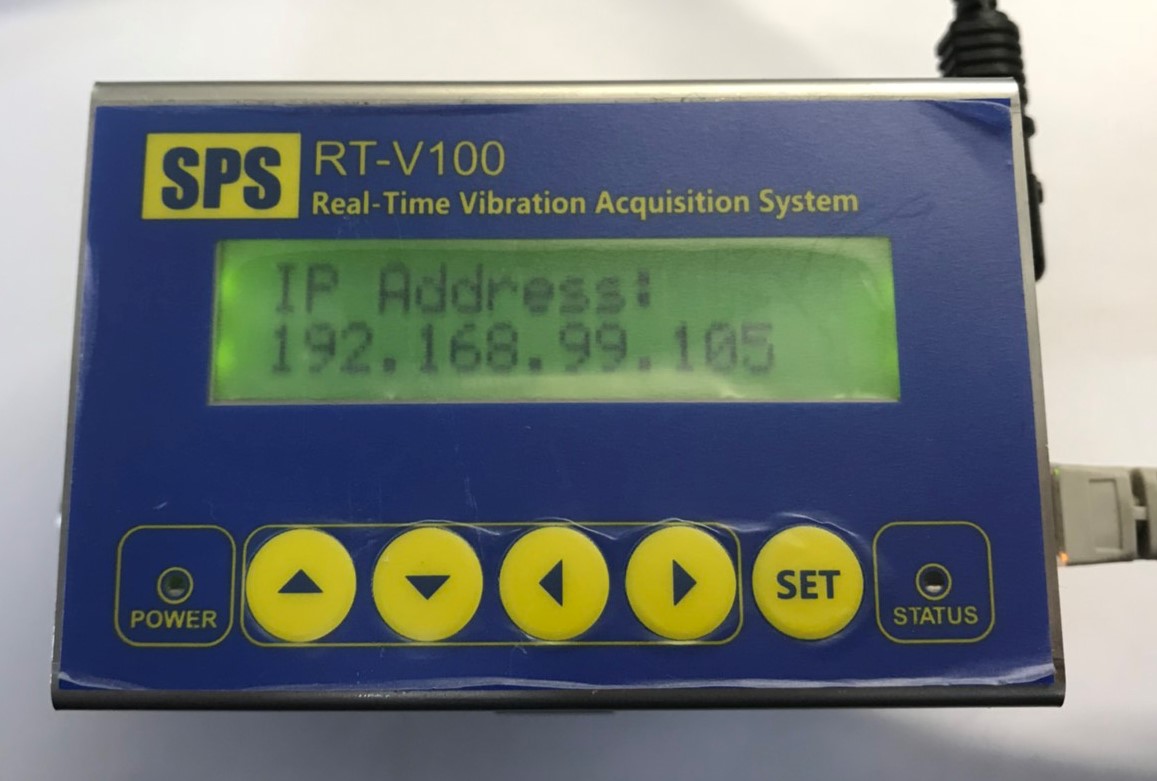 SPS
RT-V100
Real-Time Vibration Acquisition System
IP Address:
192.168.99.105
POWER
SET
STATUS